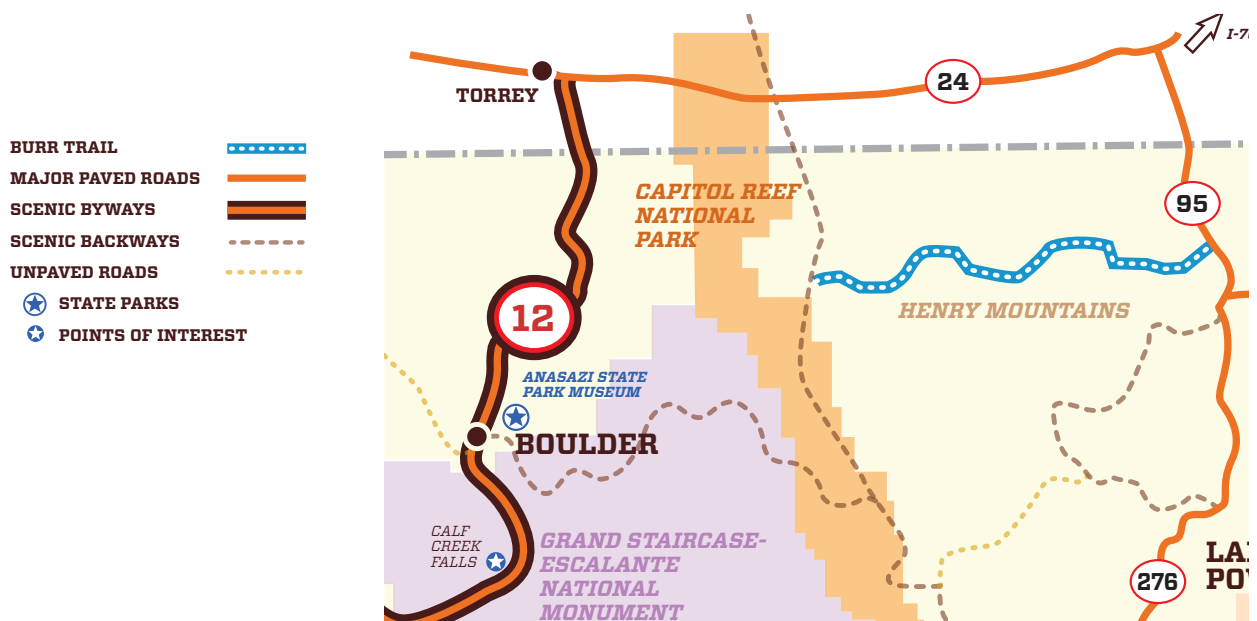 BURR TRAIL
MAJOR PAVED ROADS
SCENIC BYWAYS
SCENIC BACKWAYS
UNPAVED ROADS
STATE PARKS
POINTS OF INTEREST
TORREY
24
95
CAPITOL REEF
NATIONAL
PARK
HENRY MOUNTAINS
12
ANASAZI STATE
PARK MUSEUM
BOULDER
CALF
CREEK
FALLS
GRAND STAIRCASE-
ESCALANTE
NATIONAL
MONUMENT
276